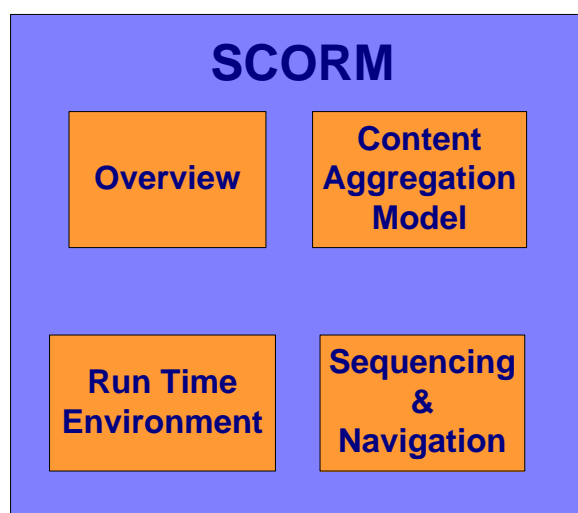 SCORM
Overview
Content
Aggregation
Model
Run Time
Environment
Sequencing
&
Navigation